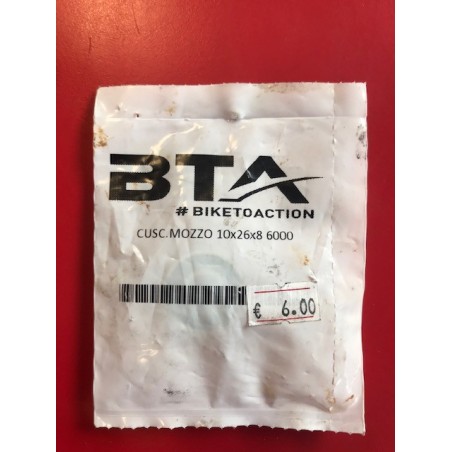 BTA
# BIKETOACTION
CUSC.MOZZO 10x26x8 6000
€ 6.00